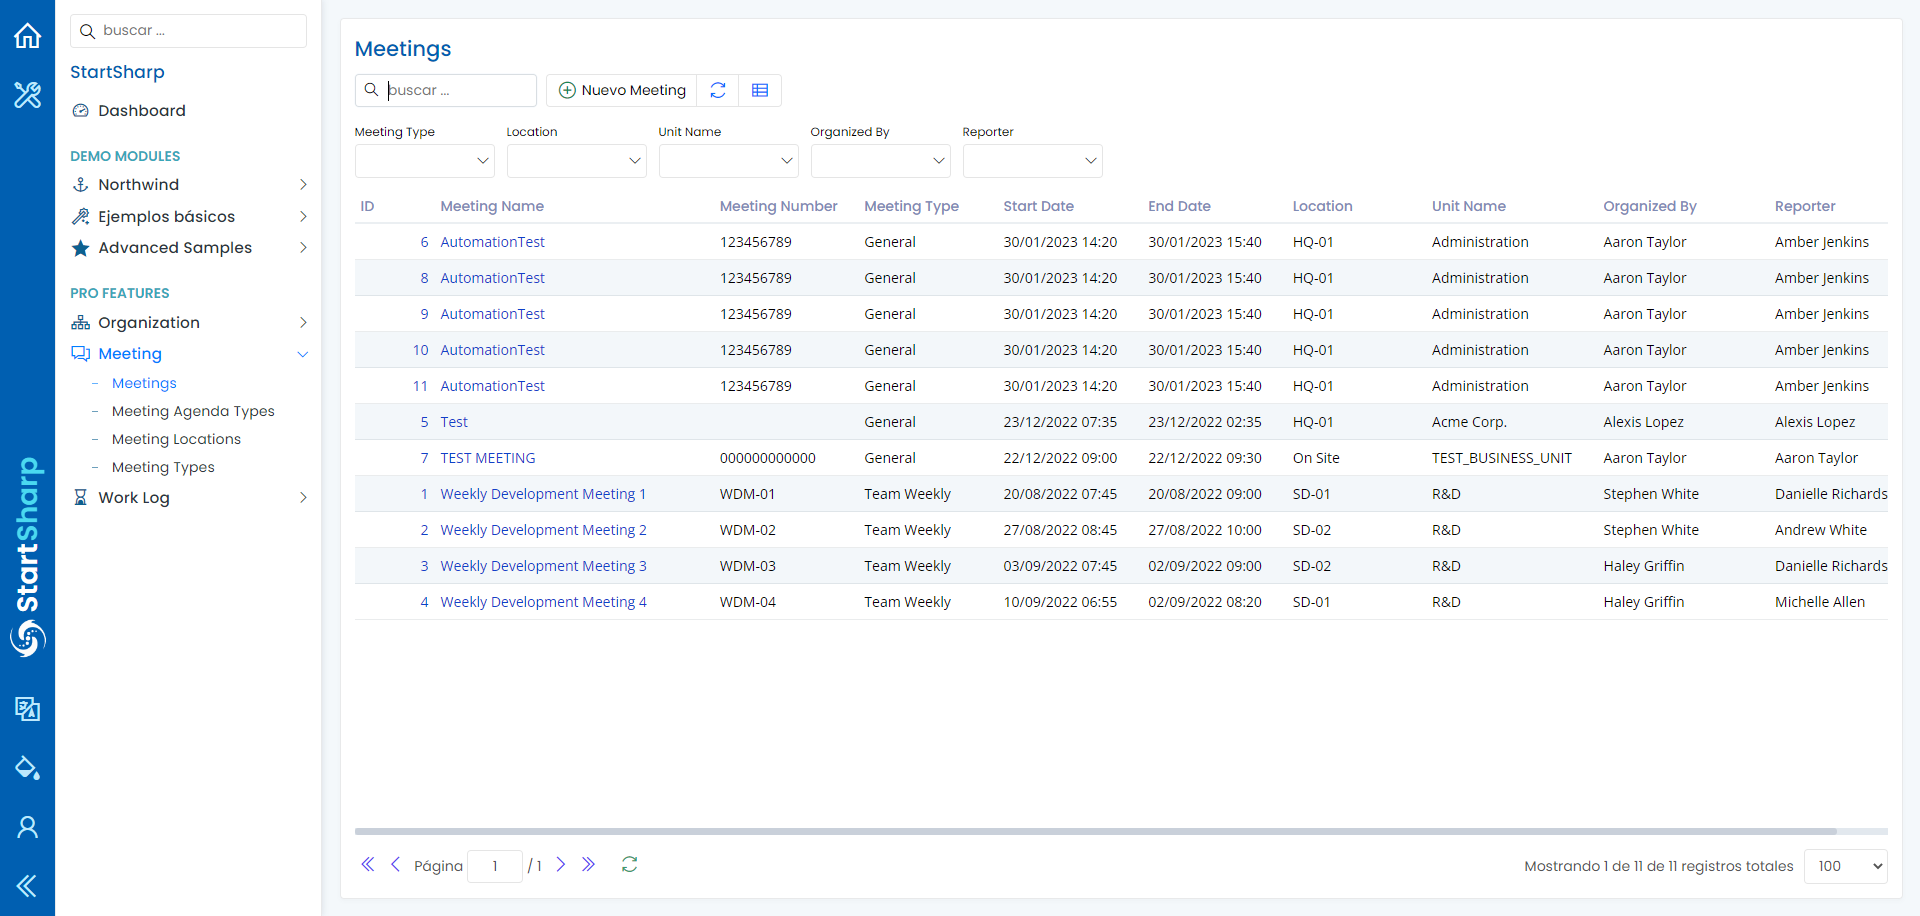 buscar ...
StartSharp
Dashboard
DEMO MODULES
Northwind
Ejemplos básicos
Advanced Samples
PRO FEATURES
Organization
Meeting
Meetings
Meeting Agenda Types
Meeting Locations
Meeting Types
Work Log
StartSharp
Meetings
buscar ...
Nuevo Meeting
Meeting Type Location Unit Name Organized By Reporter
ID Meeting Name Meeting Number Meeting Type Start Date End Date Location Unit Name Organized By Reporter
6 AutomationTest 123456789 General 30/01/2023 14:20 30/01/2023 15:40 HQ-01 Administration Aaron Taylor Amber Jenkins
8 AutomationTest 123456789 General 30/01/2023 14:20 30/01/2023 15:40 HQ-01 Administration Aaron Taylor Amber Jenkins
9 AutomationTest 123456789 General 30/01/2023 14:20 30/01/2023 15:40 HQ-01 Administration Aaron Taylor Amber Jenkins
10 AutomationTest 123456789 General 30/01/2023 14:20 30/01/2023 15:40 HQ-01 Administration Aaron Taylor Amber Jenkins
11 AutomationTest 123456789 General 30/01/2023 14:20 30/01/2023 15:40 HQ-01 Administration Aaron Taylor Amber Jenkins
5 Test General 23/12/2022 07:35 23/12/2022 02:35 HQ-01 Acme Corp. Alexis Lopez Alexis Lopez
7 TEST MEETING 000000000000 General 22/12/2022 09:00 22/12/2022 09:30 On Site TEST_BUSINESS_UNIT Aaron Taylor Aaron Taylor
1 Weekly Development Meeting 1 WDM-01 Team Weekly 20/08/2022 07:45 20/08/2022 09:00 SD-01 R&D Stephen White Danielle Richards
2 Weekly Development Meeting 2 WDM-02 Team Weekly 27/08/2022 08:45 27/08/2022 10:00 SD-02 R&D Stephen White Andrew White
3 Weekly Development Meeting 3 WDM-03 Team Weekly 03/09/2022 07:45 02/09/2022 09:00 SD-02 R&D Haley Griffin Danielle Richards
4 Weekly Development Meeting 4 WDM-04 Team Weekly 10/09/2022 06:55 02/09/2022 08:20 SD-01 R&D Haley Griffin Michelle Allen
Página 1 / 1
Mostrando 1 de 11 de 11 registros totales 100